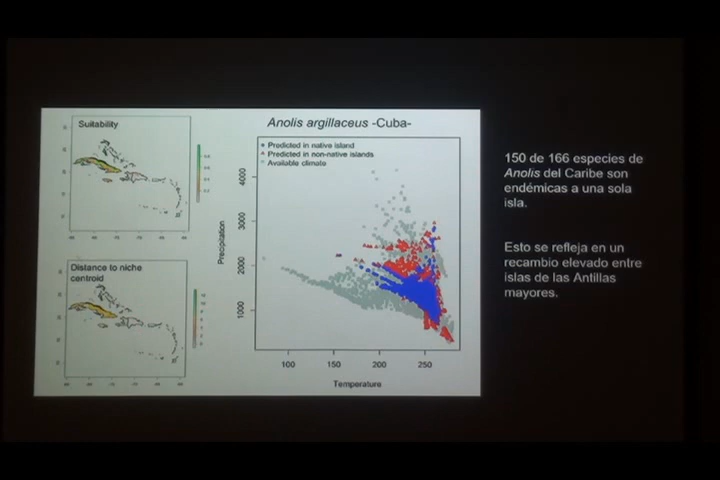 Suitability
Anolis argillaceus -Cuba-
Predicted in native island
Predicted in non-native islands
Available climate
Precipitation
4000
3000
2000
1000
100
150
200
250
Temperature
Distance to niche
centroid
150 de 166 especies de
Anolis del Caribe son
endémicas a una sola
isla.
Esto se refleja en un
recambio elevado entre
islas de las Antillas
mayores.